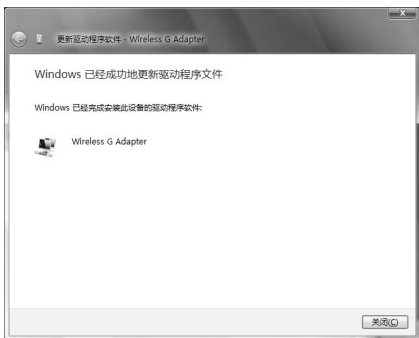 更新驱动程序软件 - Wireless G Adapter
Windows 已经成功地更新驱动程序文件
Windows 已经完成安装此设备的驱动程序软件:
Wireless G Adapter
关闭(C)